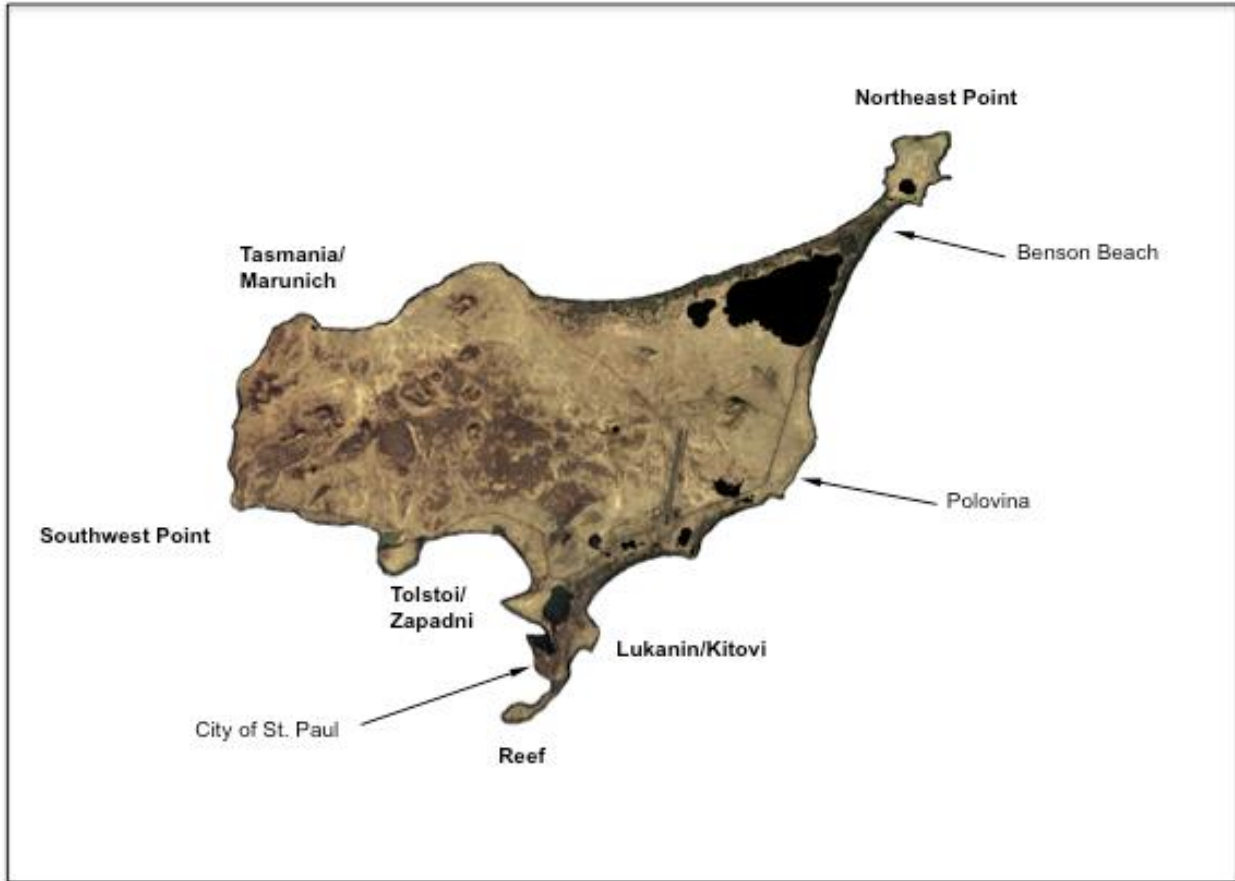 Northeast Point
Tasmania/
Marunich
Benson Beach
Polovina
Southwest Point
Tolstoi/
Zapadni
Lukanin/Kitovi
City of St. Paul
Reef